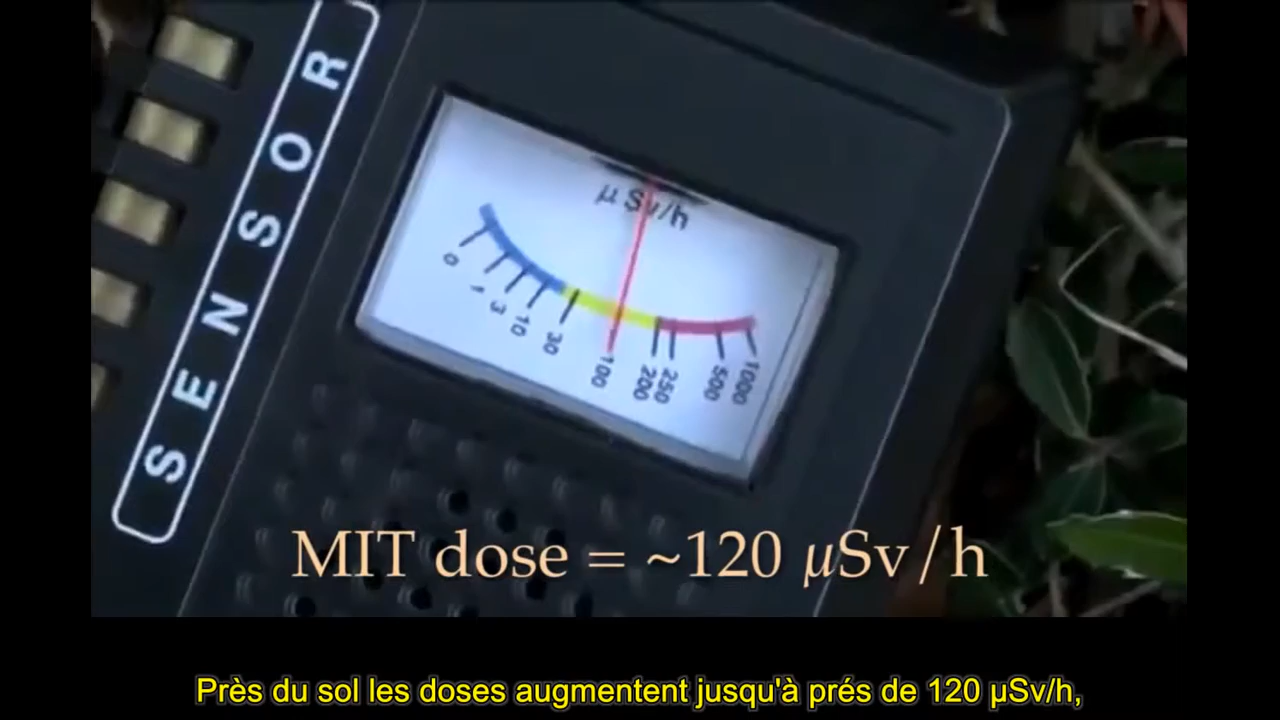 SENSOR
µSv/h
0 1 3 10 30 100 200 250 500 1000
MIT dose = ~120 µSv/h
Près du sol les doses augmentent jusqu'à prés de 120 µSv/h,